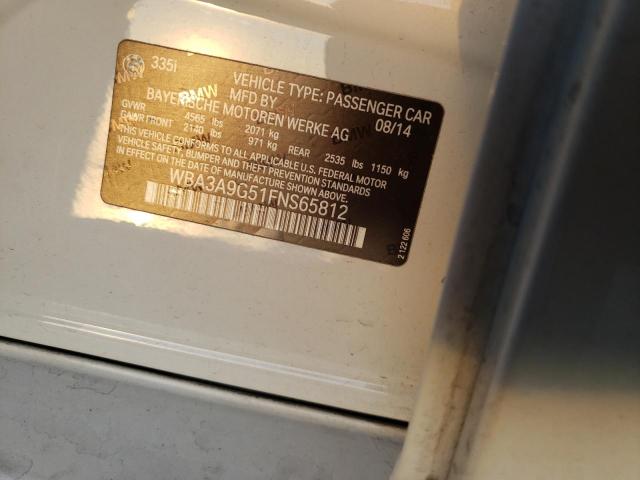 335i
VEHICLE TYPE: PASSENGER CAR
MFD BY 08/14
BAYERISCHE MOTOREN WERKE AG
GVWR 4565 lbs 2071 kg
GAWR FRONT 2140 lbs 971 kg REAR 2535 lbs 1150 kg
THIS VEHICLE CONFORMS TO ALL APPLICABLE U.S. FEDERAL MOTOR
VEHICLE SAFETY, BUMPER AND THEFT PREVENTION STANDARDS
IN EFFECT ON THE DATE OF MANUFACTURE SHOWN ABOVE
WBA3A9G51FNS65812
2 122 606